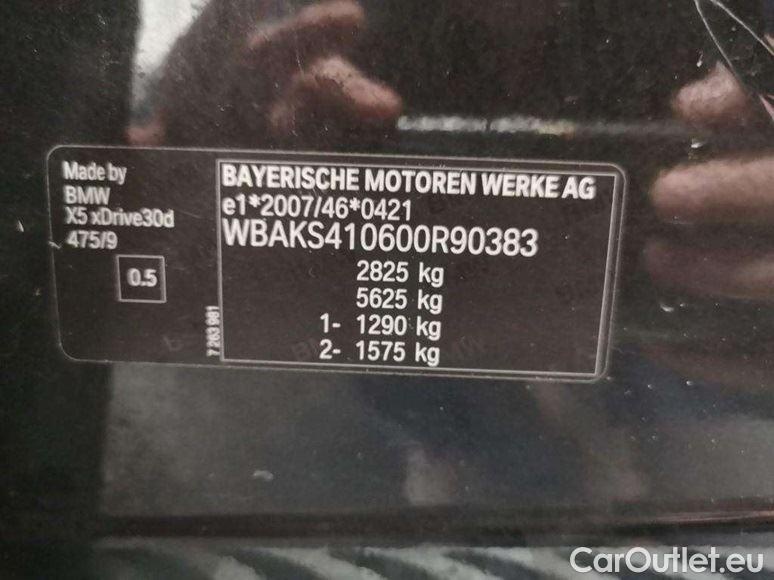 Made by
BMW
X5 xDrive30d
475/9
0.5
7 263 981
BAYERISCHE MOTOREN WERKE AG
e1*2007/46*0421
WBAKS410600R90383
2825 kg
5625 kg
1- 1290 kg
2- 1575 kg
CarOutlet.eu